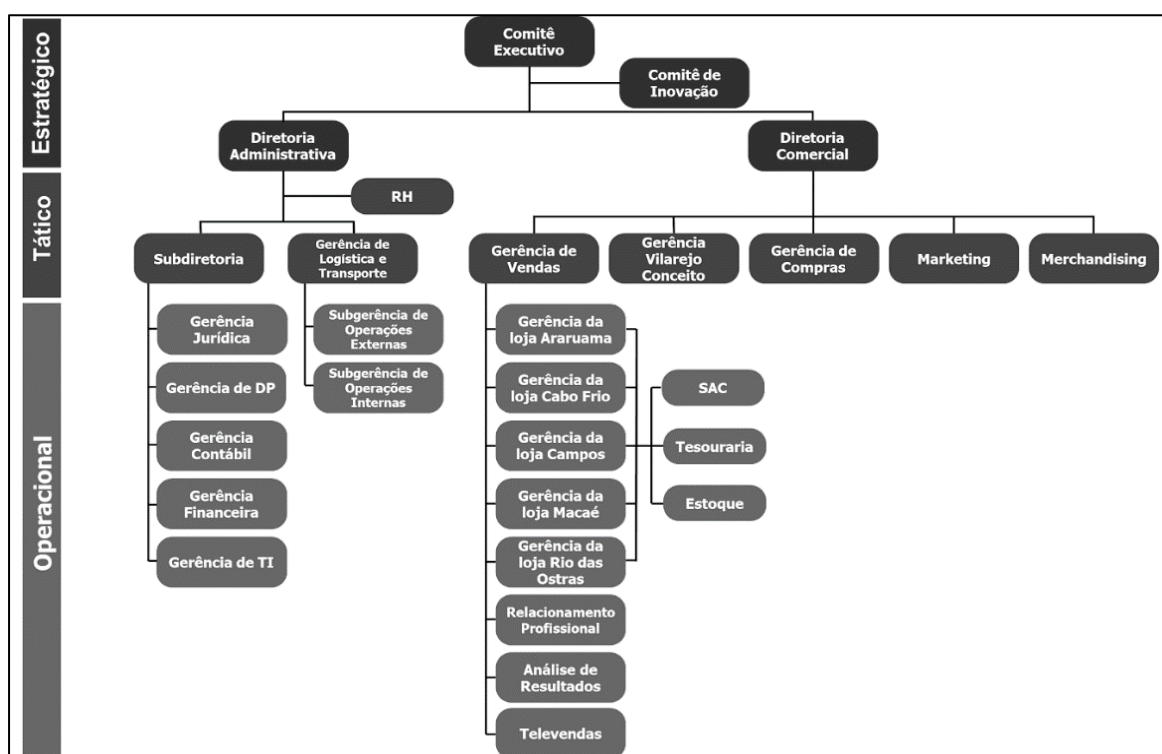 Estratégico
Comitê
Executivo
Comitê de
Inovação
Diretoria
Administrativa
Diretoria
Comercial
Tático
RH
Subdiretoria
Gerência de
Logística e
Transporte
Gerência de
Vendas
Gerência
Vilarejo
Conceito
Gerência de
Compras
Marketing
Merchandising
Operacional
Gerência
Jurídica
Gerência de DP
Gerência
Contábil
Gerência
Financeira
Gerência de TI
Subgerência de
Operações
Externas
Subgerência de
Operações
Internas
Gerência da
loja Araruama
Gerência da
loja Cabo Frio
Gerência da
loja Campos
Gerência da
loja Macaé
Gerência da
loja Rio das
Ostras
Relacionamento
Profissional
Análise de
Resultados
Televendas
SAC
Tesouraria
Estoque